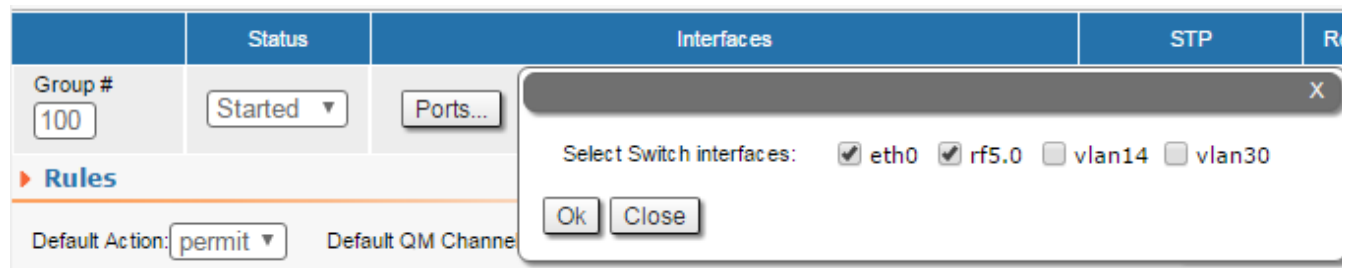 Status Interfaces STP
Group #
100 Started Ports...
X
Select Switch interfaces: eth0 rf5.0 vlan14 vlan30
Rules
Ok Close
Default Action: permit Default QM Channel